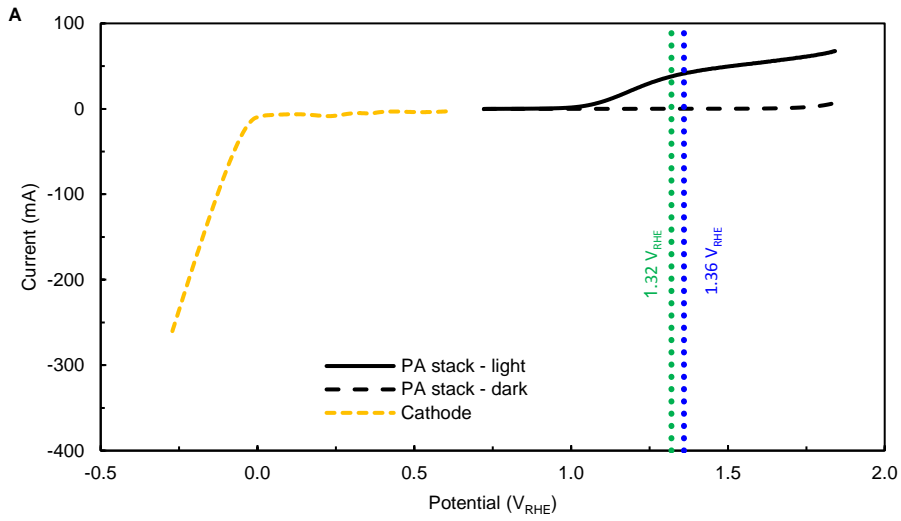 A
100
0
-100
-200
-300
-400
Current (mA)
1.32 VRHE
1.36 VRHE
PA stack - light
PA stack - dark
Cathode
-0.5
0.0
0.5
1.0
1.5
2.0
Potential (VRHE)